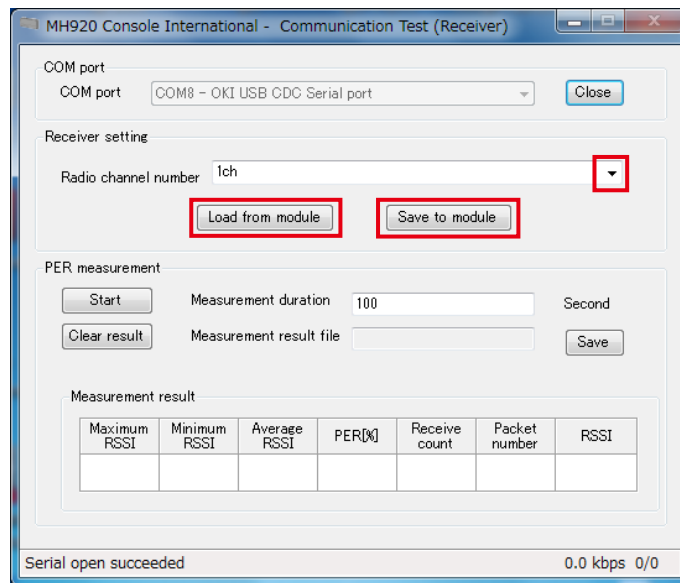 MH920 Console International -  Communication Test (Receiver)
COM port
COM port COM8 - OKI USB CDC Serial port Close
Receiver setting
Radio channel number 1ch
Load from module Save to module
PER measurement
Start Measurement duration 100 Second
Clear result Measurement result file Save
Measurement result
Maximum RSSI Minimum RSSI Average RSSI PER[%] Receive count Packet number RSSI
Serial open succeeded 0.0 kbps 0/0